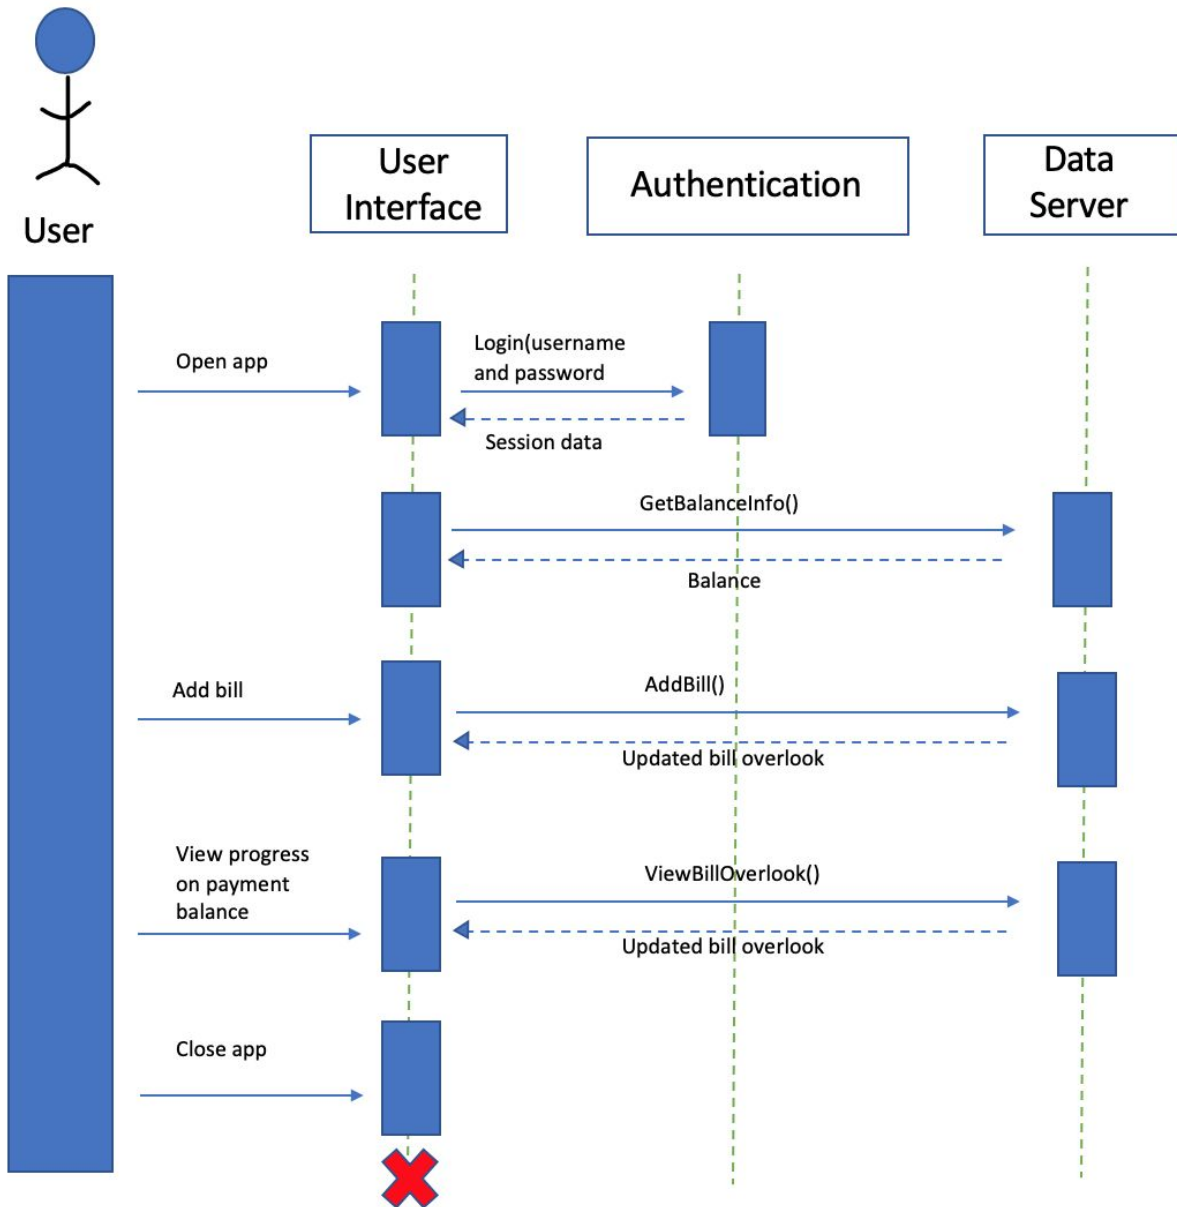 User
User
Interface
Authentication
Data
Server
Open app
Login(username
and password
Session data
GetBalanceInfo()
Balance
Add bill
AddBill()
Updated bill overlook
View progress
on payment
balance
ViewBillOverlook()
Updated bill overlook
Close app